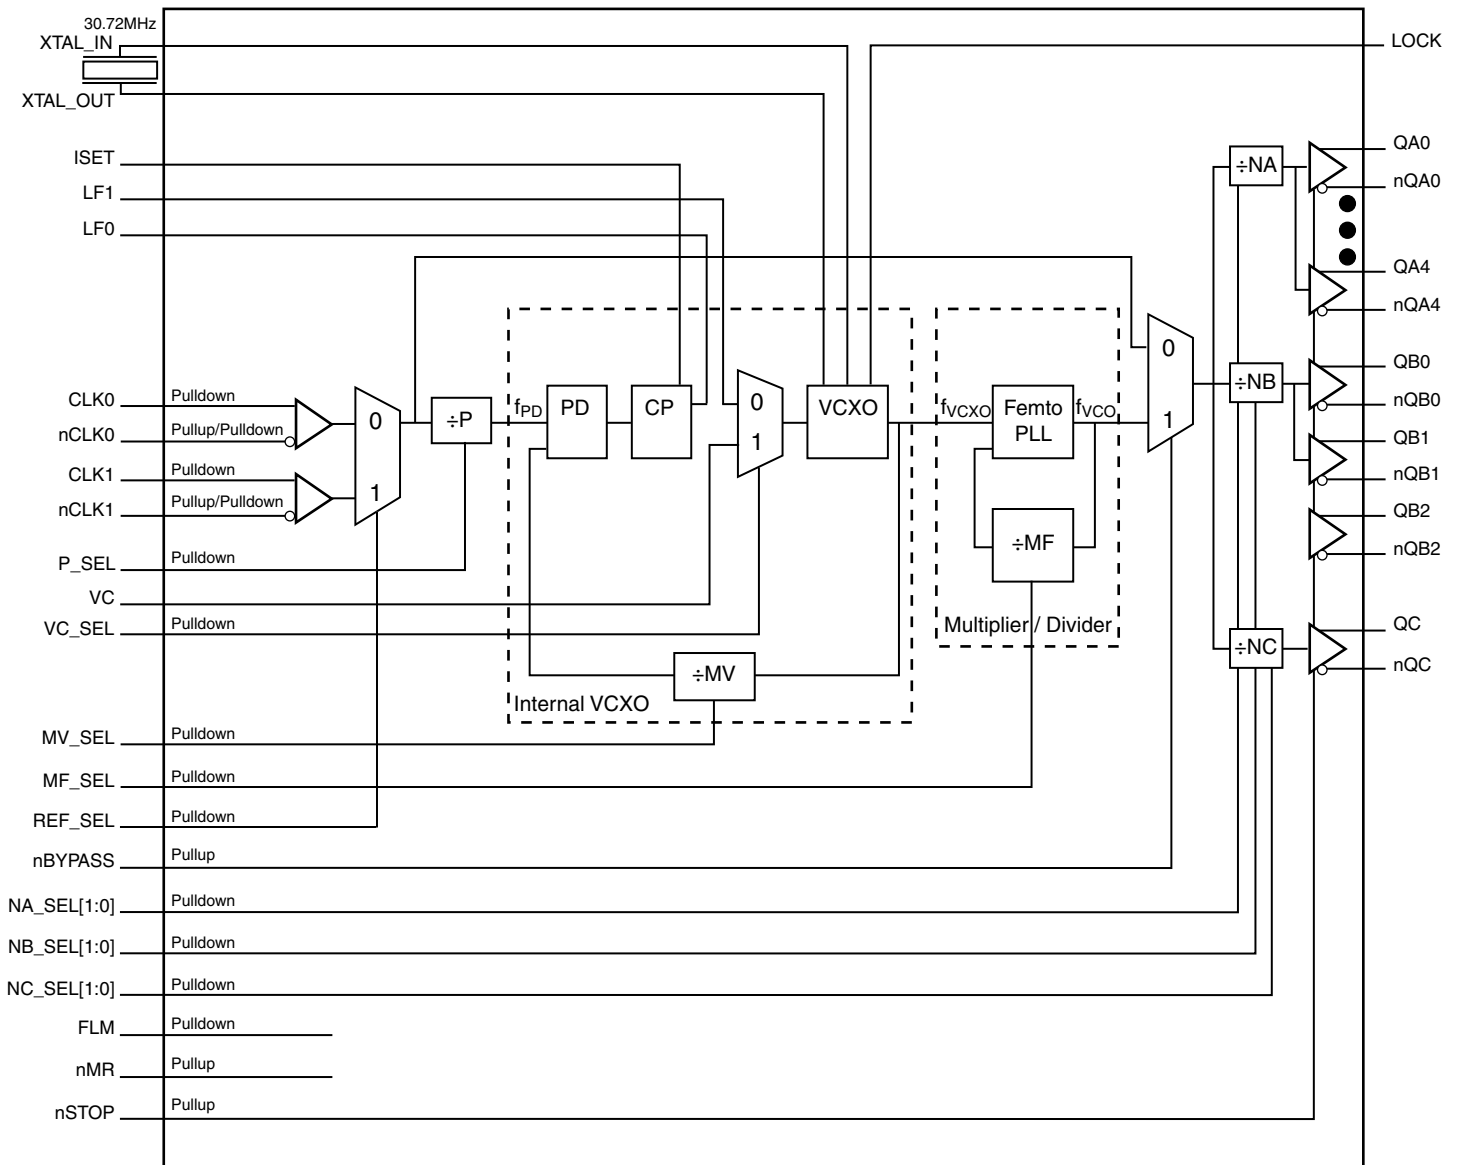 30.72MHz
XTAL_IN
XTAL_OUT
ISET
LF1
LF0
CLK0 Pulldown
nCLK0 Pullup/Pulldown
CLK1 Pulldown
nCLK1 Pullup/Pulldown
P_SEL Pulldown
VC
VC_SEL Pulldown
MV_SEL Pulldown
MF_SEL Pulldown
REF_SEL Pulldown
nBYPASS Pullup
NA_SEL[1:0] Pulldown
NB_SEL[1:0] Pulldown
NC_SEL[1:0] Pulldown
FLM Pulldown
nMR Pullup
nSTOP Pullup
0
1
÷P
fPD
PD
CP
0
1
VCXO
÷MV
Internal VCXO
fVCXO
Femto
PLL
fVCO
÷MF
Multiplier / Divider
0
1
÷NA
÷NB
÷NC
LOCK
QA0
nQA0
QA4
nQA4
QB0
nQB0
QB1
nQB1
QB2
nQB2
QC
nQC